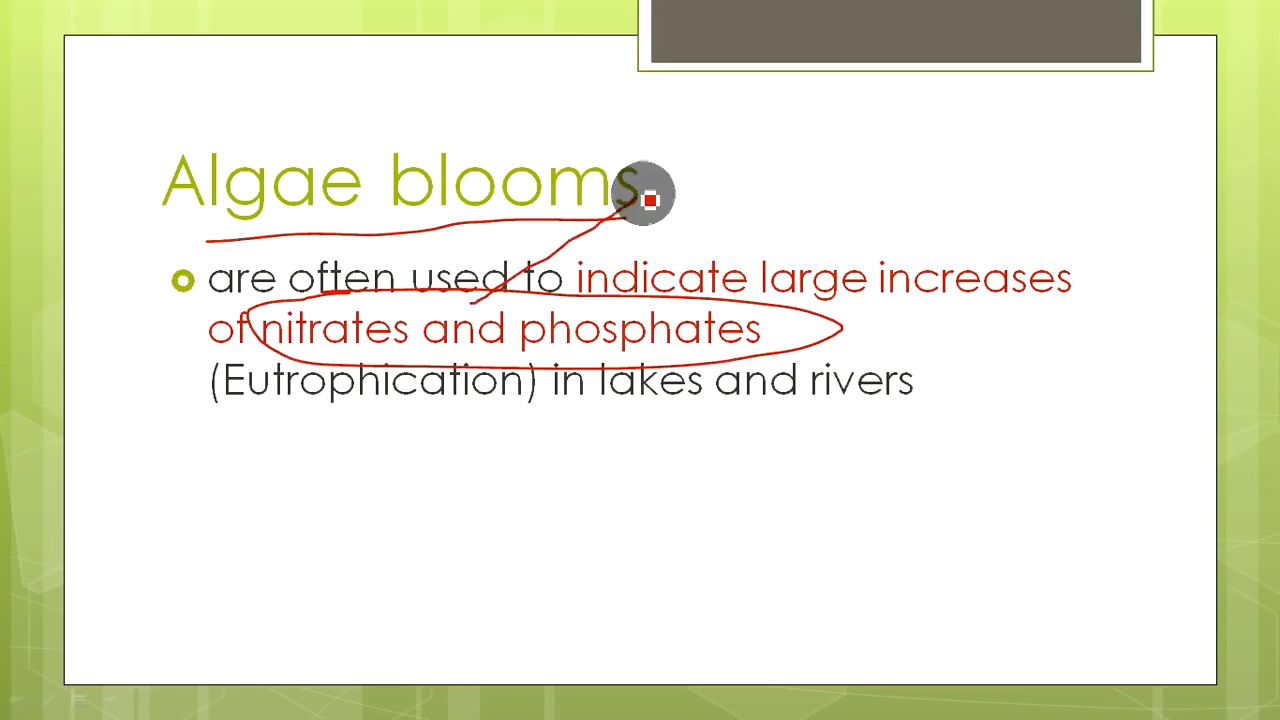 Algae blooms
are often used to indicate large increases
of nitrates and phosphates
(Eutrophication) in lakes and rivers